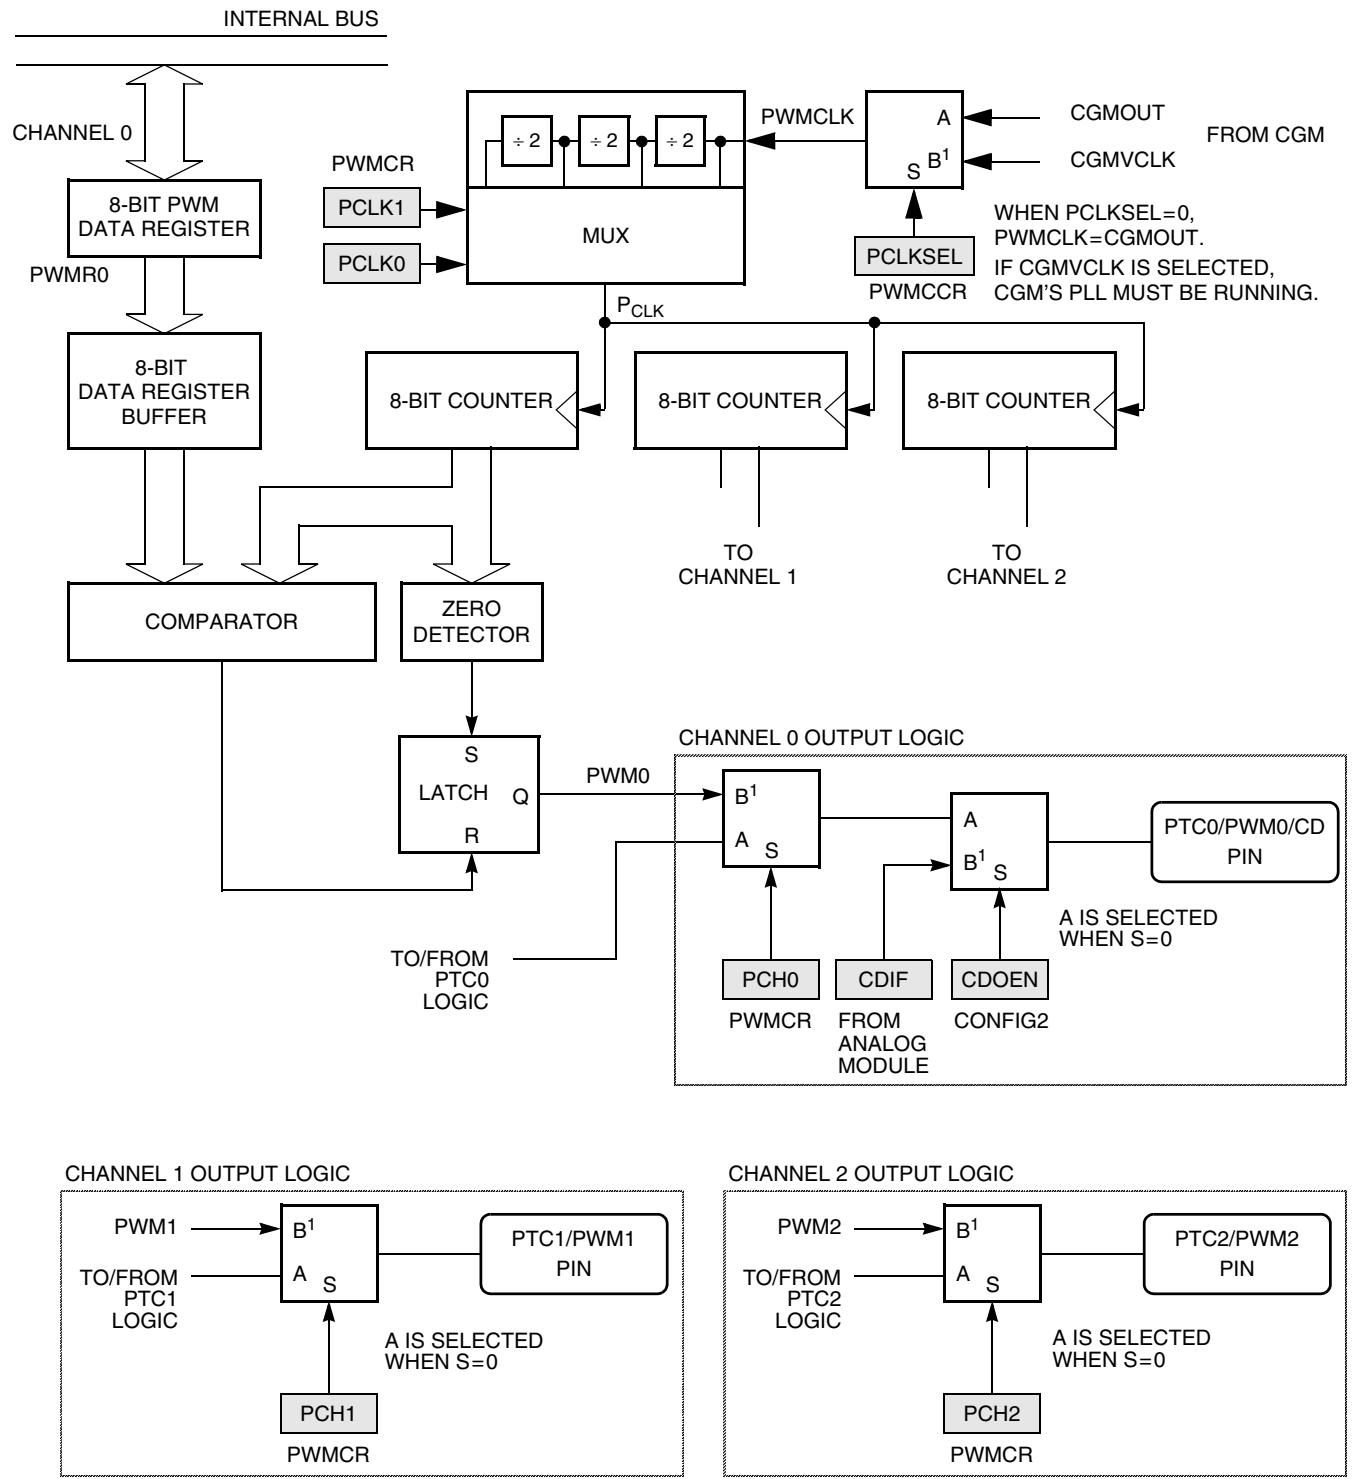 INTERNAL BUS
CHANNEL 0
8-BIT PWM
DATA REGISTER
PWMR0
8-BIT
DATA REGISTER
BUFFER
PWMCR
PCLK1
PCLK0
÷ 2
÷ 2
÷ 2
MUX
PWMCLK
A
B1
S
CGMOUT
CGMVCLK
FROM CGM
PCLKSEL
PWMCCR
WHEN PCLKSEL=0,
PWMCLK=CGMOUT.
IF CGMVCLK IS SELECTED,
CGM'S PLL MUST BE RUNNING.
PCLK
8-BIT COUNTER
8-BIT COUNTER
8-BIT COUNTER
TO
CHANNEL 1
TO
CHANNEL 2
COMPARATOR
ZERO
DETECTOR
S
LATCH
Q
R
PWM0
CHANNEL 0 OUTPUT LOGIC
B1
A
S
A
B1
S
PTC0/PWM0/CD
PIN
A IS SELECTED
WHEN S=0
TO/FROM
PTC0
LOGIC
PCH0
PWMCR
CDIF
FROM
ANALOG
MODULE
CDOEN
CONFIG2
CHANNEL 1 OUTPUT LOGIC
PWM1
TO/FROM
PTC1
LOGIC
B1
A
S
PTC1/PWM1
PIN
A IS SELECTED
WHEN S=0
PCH1
PWMCR
CHANNEL 2 OUTPUT LOGIC
PWM2
TO/FROM
PTC2
LOGIC
B1
A
S
PTC2/PWM2
PIN
A IS SELECTED
WHEN S=0
PCH2
PWMCR